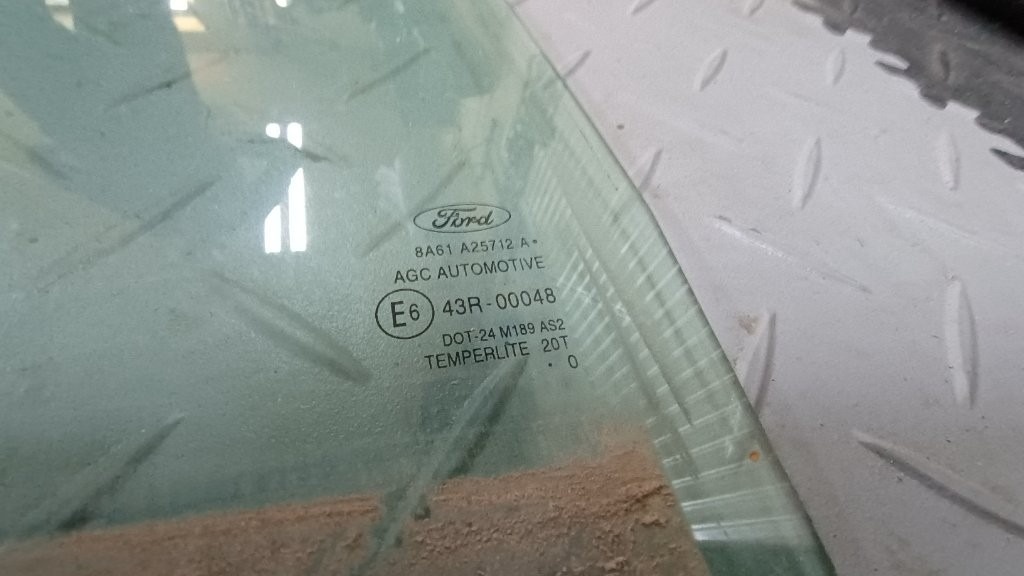 Ford
8A61 A25712 A
AGC AUTOMOTIVE
E6 43R-00048
DOT-24 M189 AS2
TEMPERLITE 20T
. 0